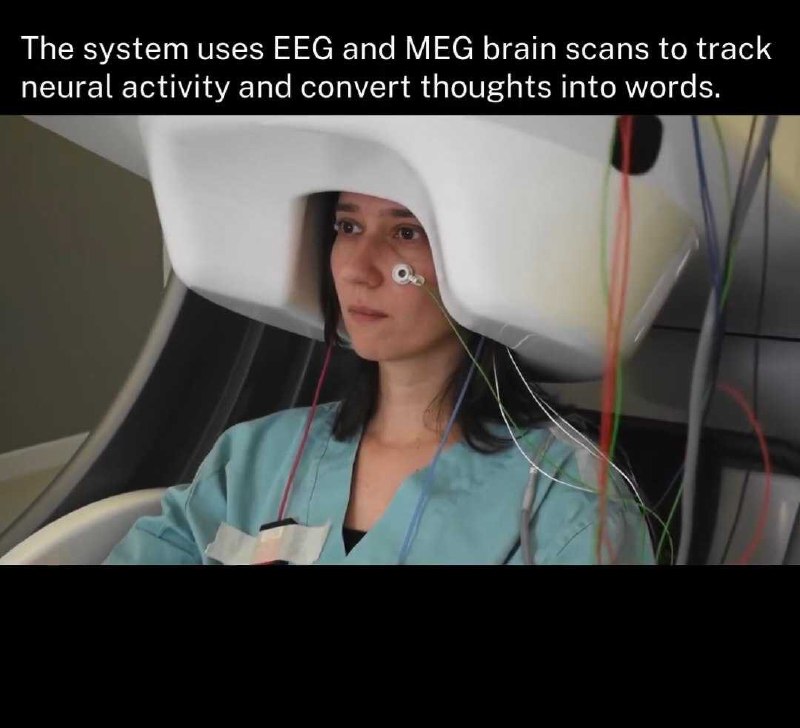 The system uses EEG and MEG brain scans to track
neural activity and convert thoughts into words.